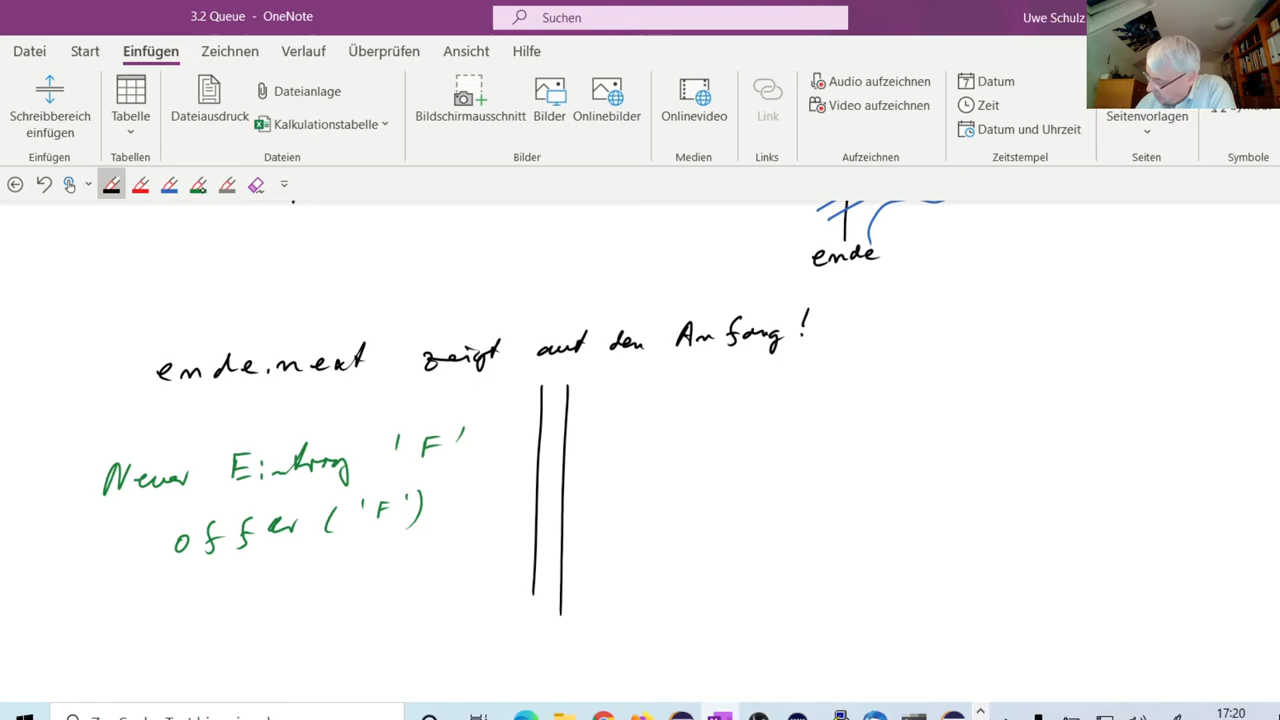 3.2 Queue - OneNote
Suchen
Uwe Schulz
Datei Start Einfügen Zeichnen Verlauf Überprüfen Ansicht Hilfe
Schreibbereich einfügen
Tabelle
Dateiausdruck
Dateianlage
Kalkulationstabelle
Bildschirmausschnitt
Bilder
Onlinebilder
Onlinevideo
Link
Audio aufzeichnen
Video aufzeichnen
Datum
Zeit
Datum und Uhrzeit
Seitenvorlagen
Einfügen Tabellen Dateien Bilder Medien Links Aufzeichnen Zeitstempel Seiten Symbole
ende
ende.next zeigt auf den Anfang!
Neuer Eintrag 'F'
offer('F')
17:20